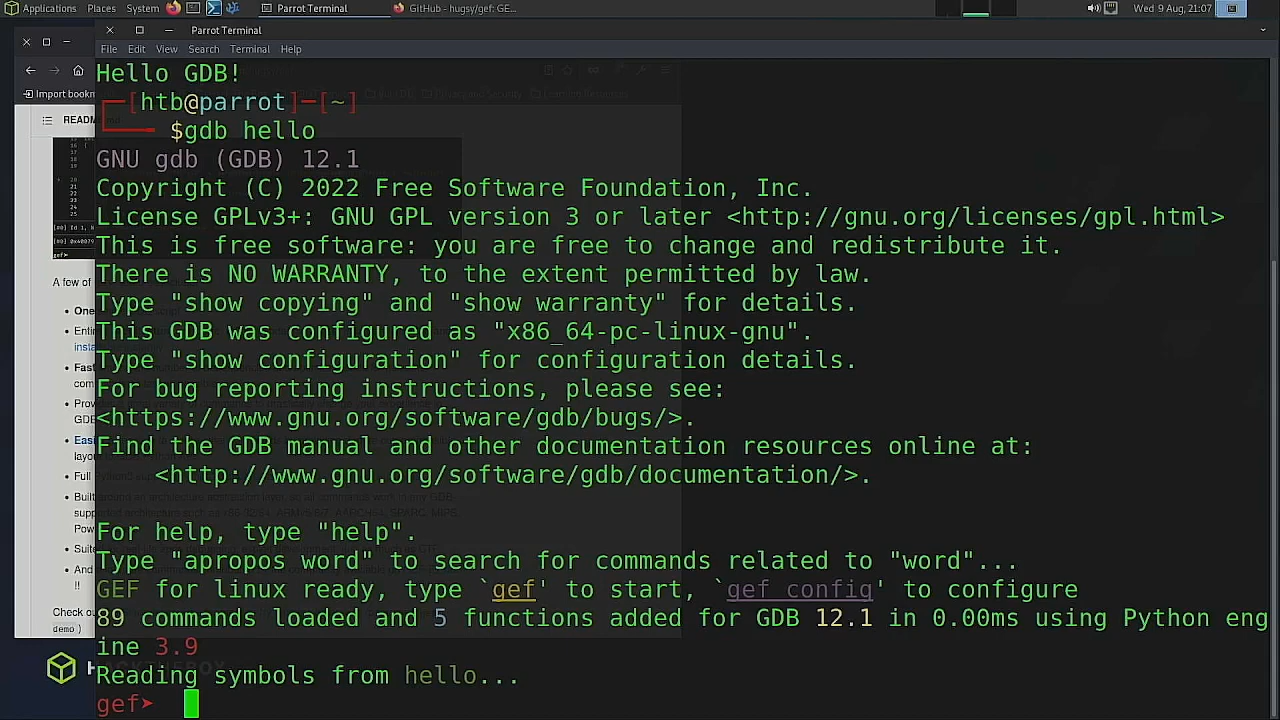 Applications Places System Parrot Terminal GitHub - hugsy/gef: GE... Wed 9 Aug, 21:07
Parrot Terminal
File Edit View Search Terminal Help
Hello GDB!
┌─[htb@parrot]─[~]
└──╼ $gdb hello
GNU gdb (GDB) 12.1
Copyright (C) 2022 Free Software Foundation, Inc.
License GPLv3+: GNU GPL version 3 or later <http://gnu.org/licenses/gpl.html>
This is free software: you are free to change and redistribute it.
There is NO WARRANTY, to the extent permitted by law.
Type "show copying" and "show warranty" for details.
This GDB was configured as "x86_64-pc-linux-gnu".
Type "show configuration" for configuration details.
For bug reporting instructions, please see:
<https://www.gnu.org/software/gdb/bugs/>.
Find the GDB manual and other documentation resources online at:
<http://www.gnu.org/software/gdb/documentation/>.
For help, type "help".
Type "apropos word" to search for commands related to "word"...
GEF for linux ready, type `gef' to start, `gef config' to configure
89 commands loaded and 5 functions added for GDB 12.1 in 0.00ms using Python eng
ine 3.9
Reading symbols from hello...
gef➤
Import bookm
README
A few of
Check ou
demo )